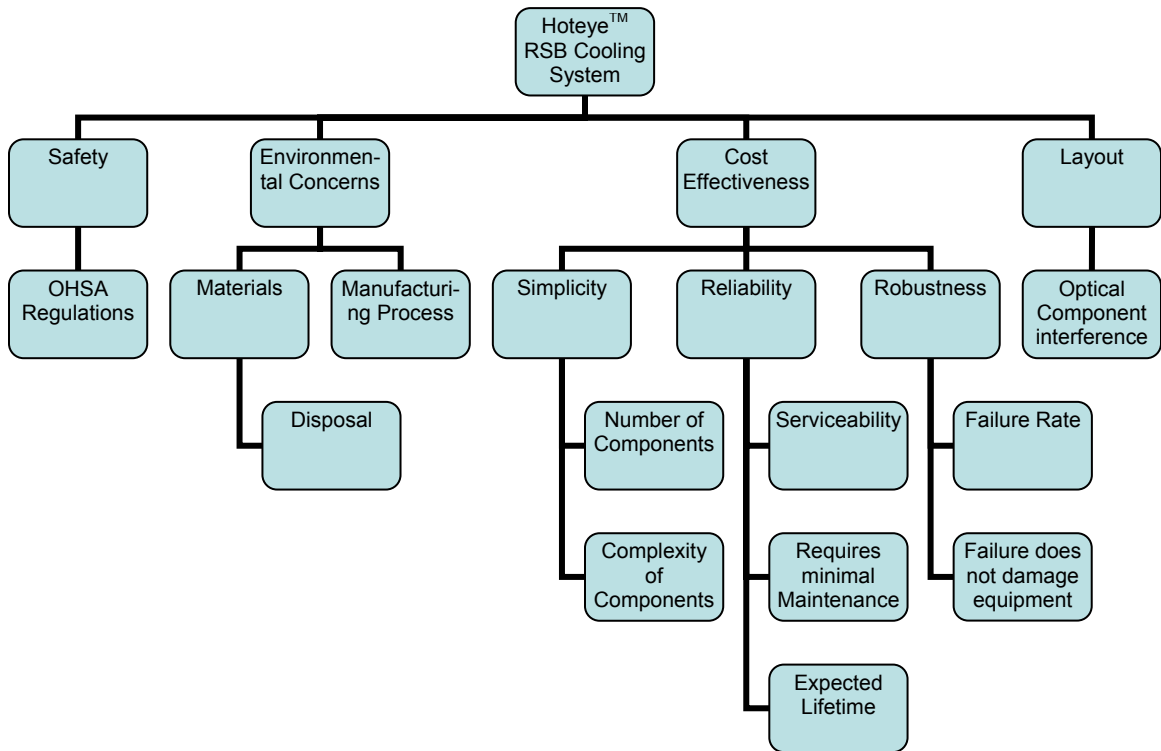 Hoteye™
RSB Cooling
System
Safety
Environmen-
tal Concerns
Cost
Effectiveness
Layout
OHSA
Regulations
Materials
Manufacturi-
ng Process
Simplicity
Reliability
Robustness
Optical
Component
interference
Disposal
Number of
Components
Serviceability
Failure Rate
Complexity
of
Components
Requires
minimal
Maintenance
Failure does
not damage
equipment
Expected
Lifetime